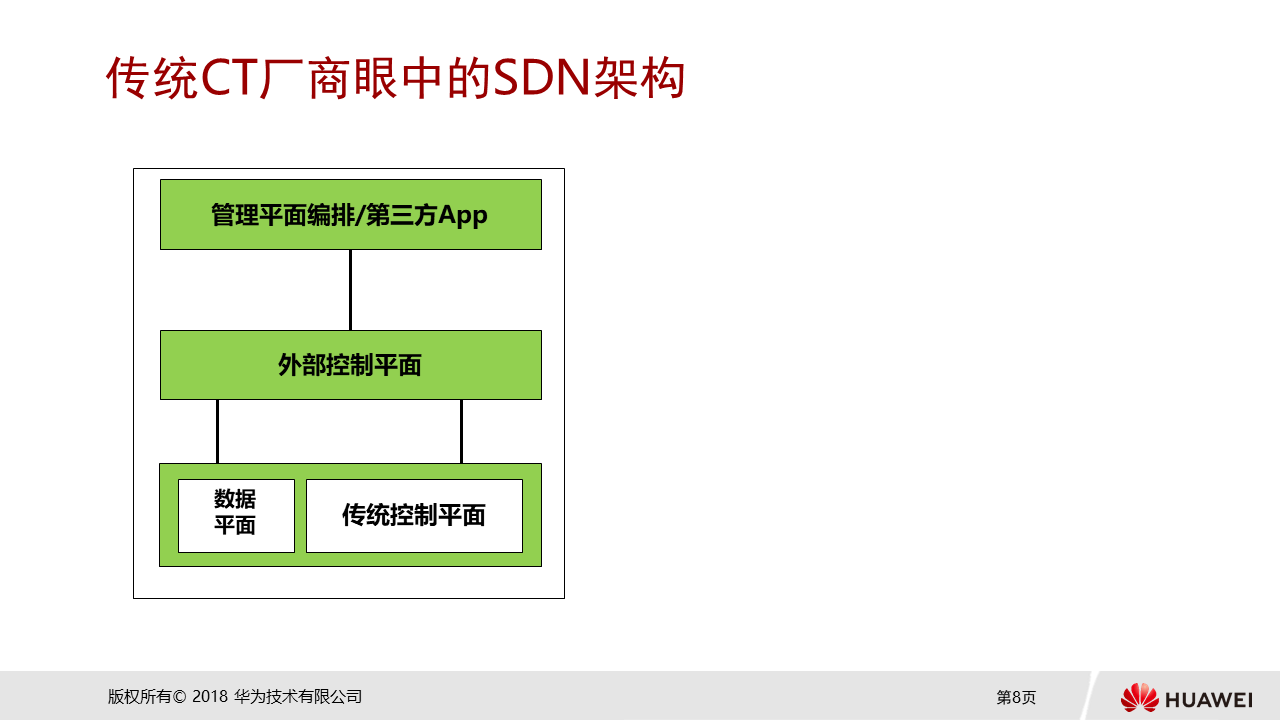 传统CT厂商眼中的SDN架构
管理平面编排/第三方App
外部控制平面
数据
平面
传统控制平面
版权所有© 2018 华为技术有限公司
第8页
HUAWEI